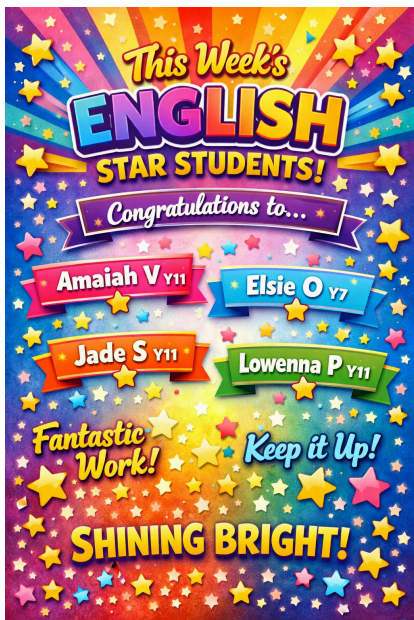 This Week's
ENGLISH
STAR STUDENTS!
Congratulations to...
Amaiah V Y11
Elsie O Y7
Jade S Y11
Lowenna P Y11
Fantastic
Work!
Keep it Up!
SHINING BRIGHT!